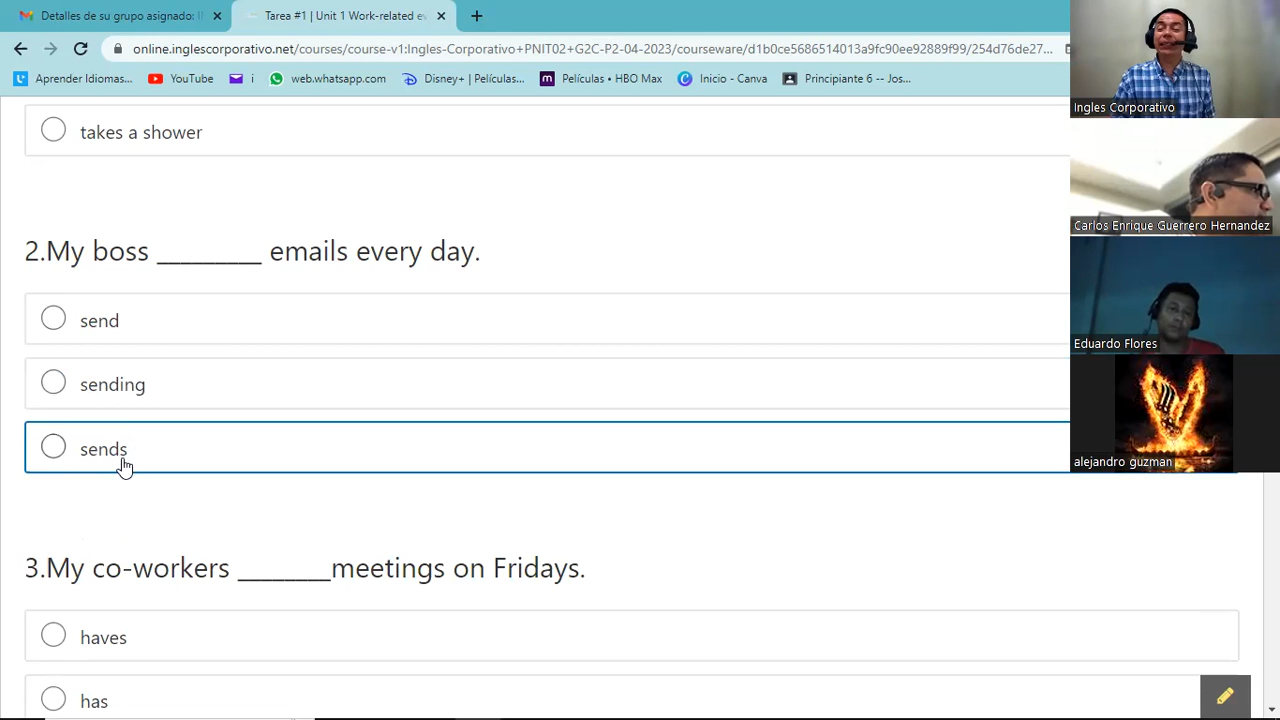 Detalles de su grupo asignado: I
Tarea #1 | Unit 1 Work-related ev
online.inglescorporativo.net/courses/course-v1:Ingles-Corporativo+PNIT02+G2C-P2-04-2023/courseware/d1b0ce5686514013a9fc90ee92889f99/254d76de27...
Aprender Idiomas...
YouTube
i
web.whatsapp.com
Disney+ | Películas...
Películas • HBO Max
Inicio - Canva
Principiante 6 -- Jos...
takes a shower
2.My boss _________ emails every day.
send
sending
sends
3.My co-workers ________meetings on Fridays.
haves
has
Ingles Corporativo
Carlos Enrique Guerrero Hernandez
Eduardo Flores
alejandro guzman